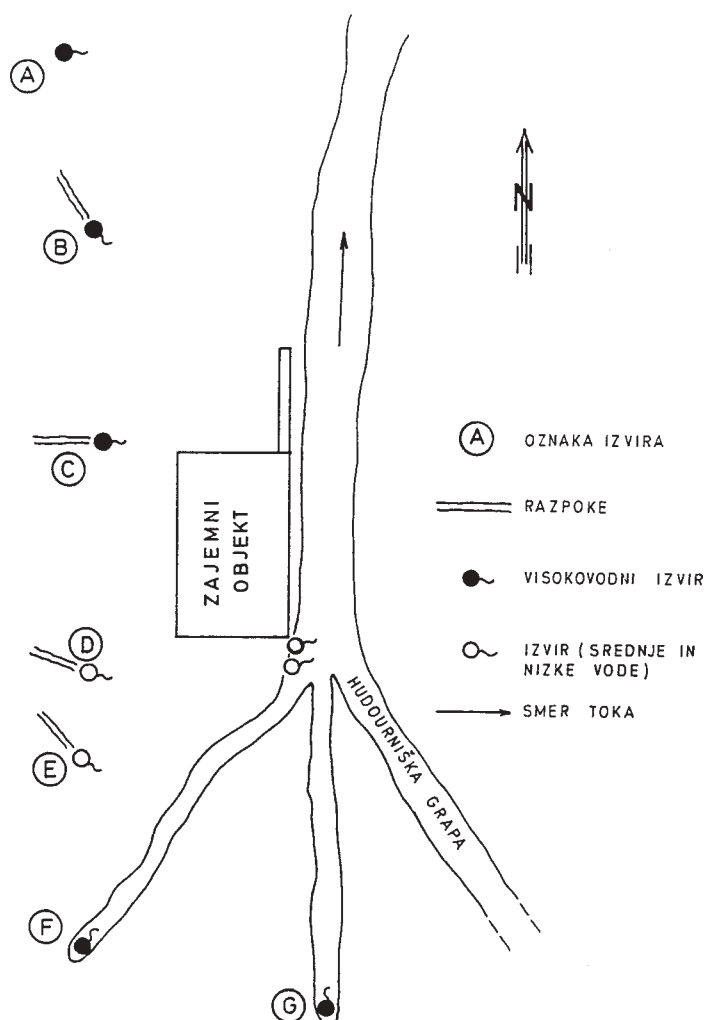 A
B
N
A OZNAKA IZVIRA
C
RAZPOKE
ZAJEMNI
OBJEKT
VISOKOVODNI IZVIR
D
IZVIR (SREDNJE IN
NIZKE VODE)
SMER TOKA
HUDOURNIŠKA GRAPA
E
F
G